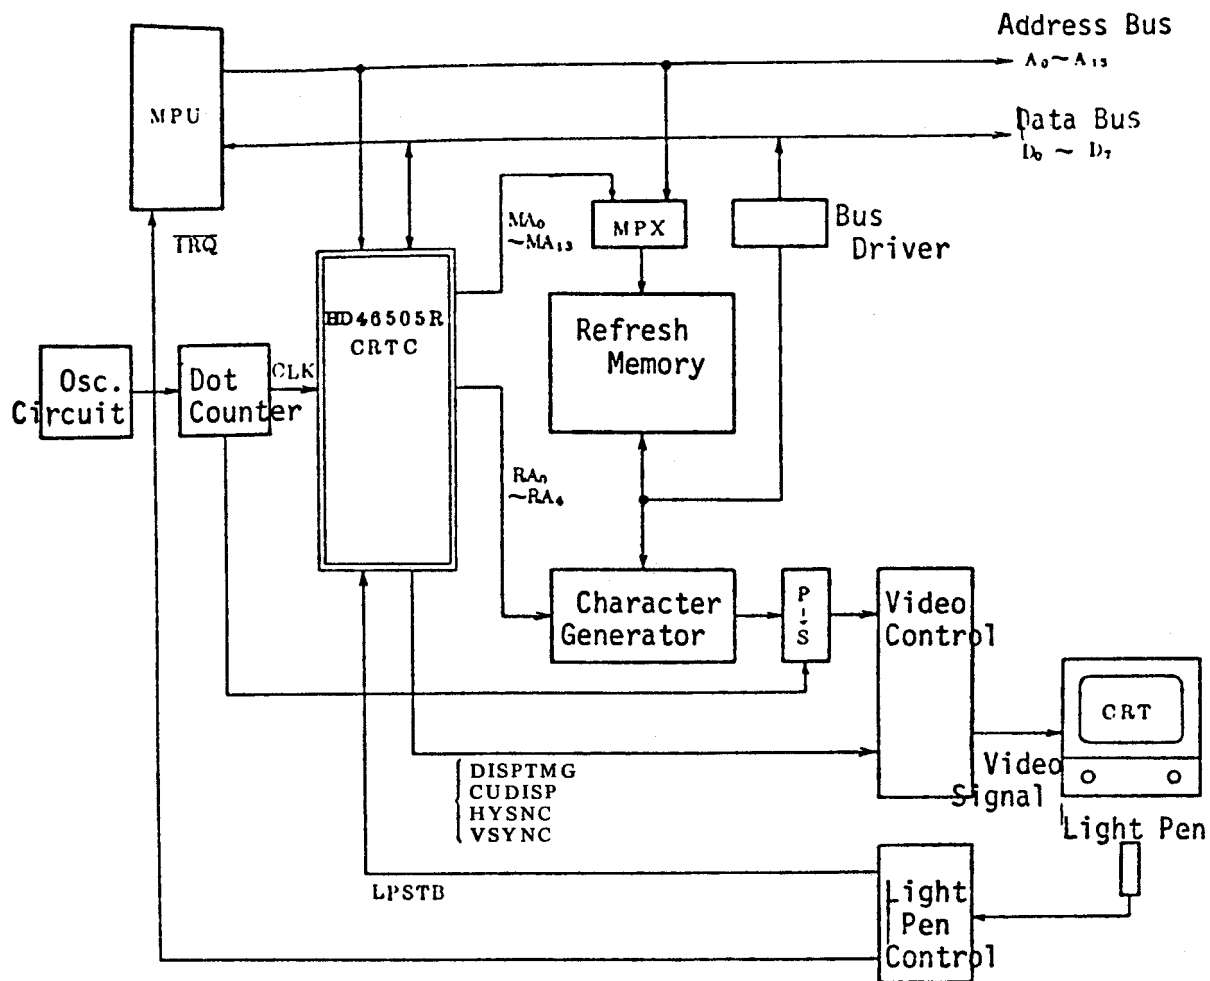 Address Bus
A₀~A₁₅
MPU
Data Bus
D₀ ~ D₇
MA₀
~MA₁₃
MPX
Bus
Driver
IRQ
HD46505R
CRTC
Refresh
Memory
Osc.
Circuit
Dot
Counter
CLK
RA₀
~RA₄
Character
Generator
P
S
Video
Control
CRT
DISPTMG
CUDISP
HYSNC
VSYNC
Video
Signal
Light Pen
LPSTB
Light
Pen
Control